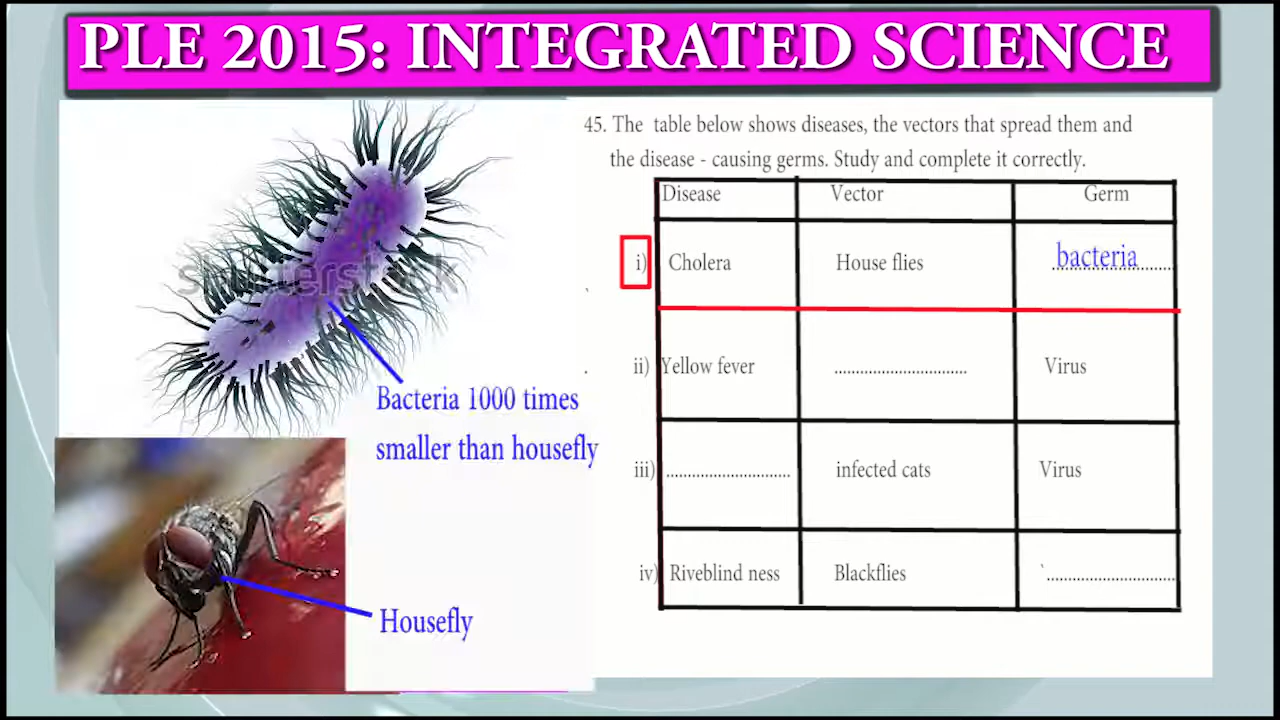 PLE 2015: INTEGRATED SCIENCE
shutterstock
Bacteria 1000 times
smaller than housefly
Housefly
45. The table below shows diseases, the vectors that spread them and
the disease - causing germs. Study and complete it correctly.
Disease Vector Germ
i) Cholera House flies bacteria
ii) Yellow fever .............................. Virus
iii) .............................. infected cats Virus
iv) Riveblind ness Blackflies ..............................